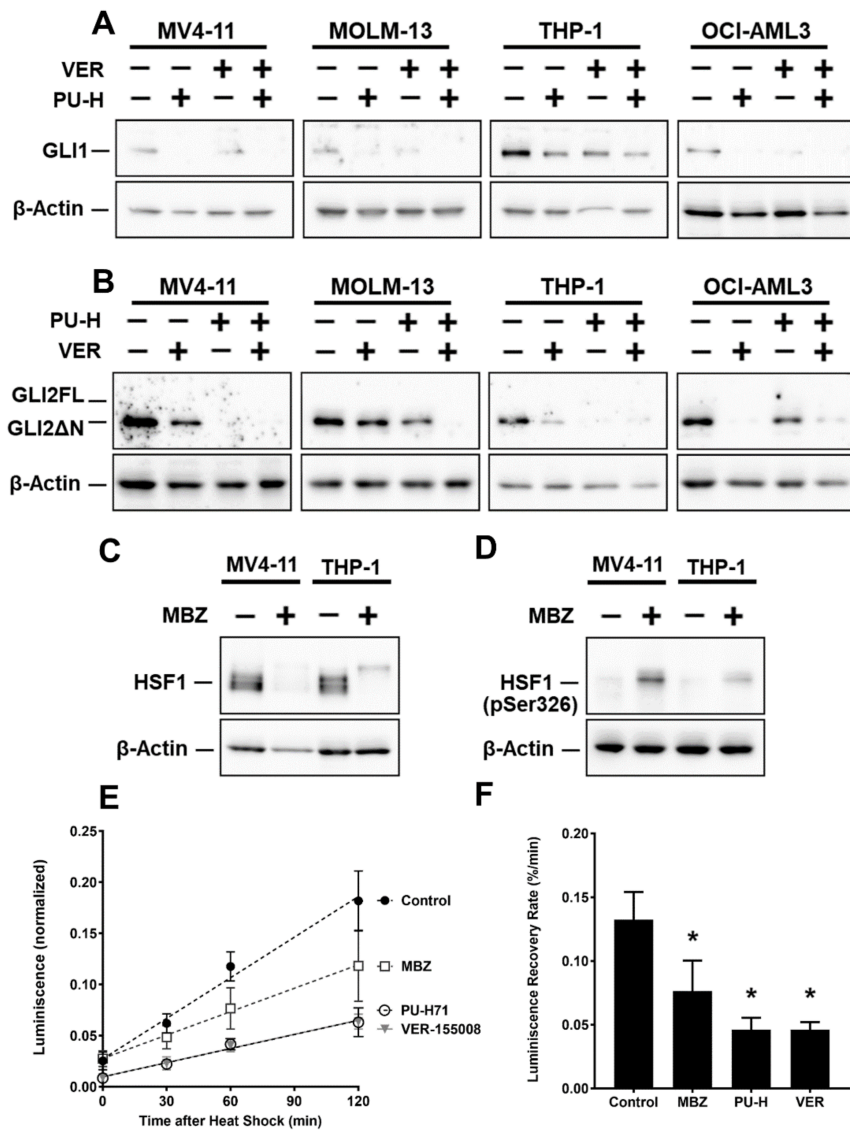 A
MV4-11 MOLM-13 THP-1 OCI-AML3
VER − − + + − − + + − − + + − − + +
PU-H − + − + − + − + − + − + − + − +
GLI1
β-Actin
B
MV4-11 MOLM-13 THP-1 OCI-AML3
PU-H − − + + − − + + − − + + − − + +
VER − + − + − + − + − + − + − + − +
GLI2FL
GLI2ΔN
β-Actin
C
MV4-11 THP-1
MBZ − + − +
HSF1
β-Actin
D
MV4-11 THP-1
MBZ − + − +
HSF1
(pSer326)
β-Actin
E
Luminiscence (normalized)
0.25
0.20
0.15
0.10
0.05
0.00
0 30 60 90 120
Time after Heat Shock (min)
Control
MBZ
PU-H71
VER-155008
F
Luminiscence Recovery Rate (%/min)
0.20
0.15
0.10
0.05
0.00
* * *
Control MBZ PU-H VER